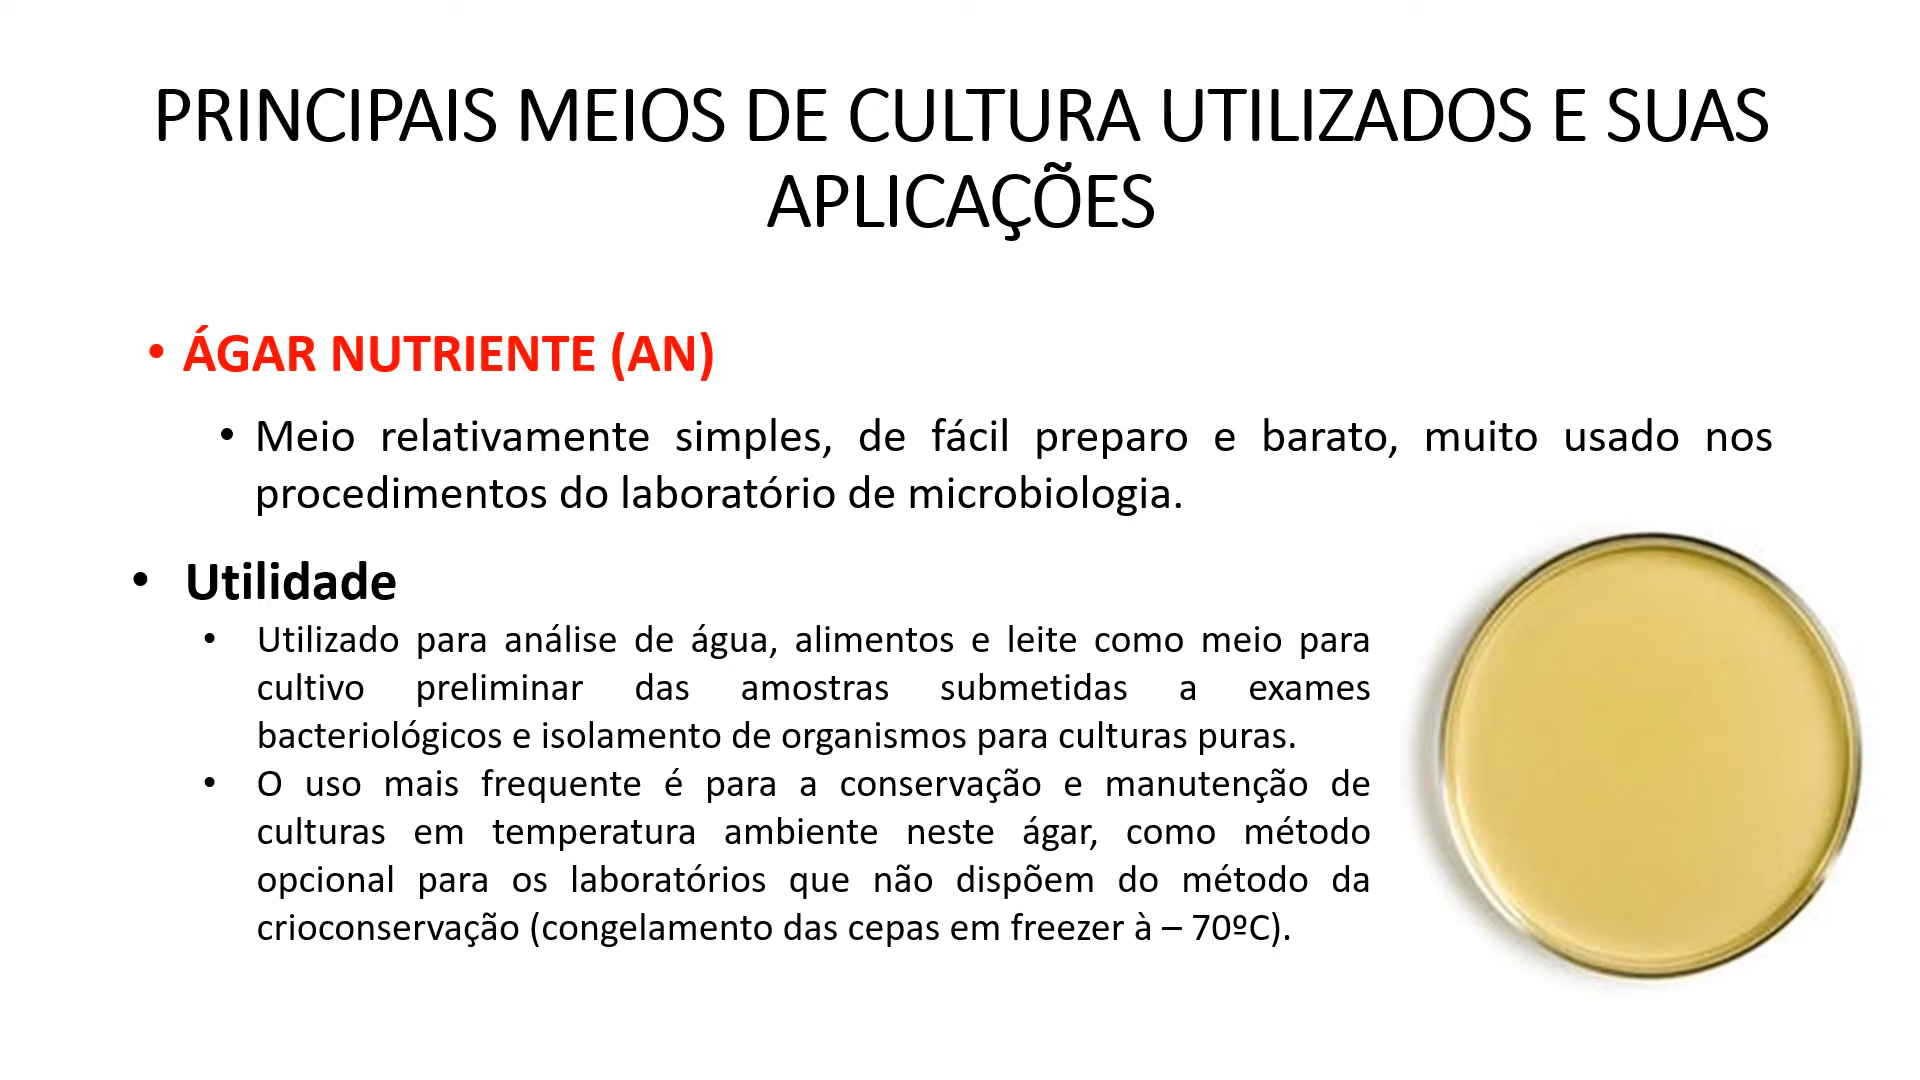 PRINCIPAIS MEIOS DE CULTURA UTILIZADOS E SUAS
APLICAÇÕES
• ÁGAR NUTRIENTE (AN)
• Meio relativamente simples, de fácil preparo e barato, muito usado nos
procedimentos do laboratório de microbiologia.
• Utilidade
• Utilizado para análise de água, alimentos e leite como meio para
cultivo preliminar das amostras submetidas a exames
bacteriológicos e isolamento de organismos para culturas puras.
• O uso mais frequente é para a conservação e manutenção de
culturas em temperatura ambiente neste ágar, como método
opcional para os laboratórios que não dispõem do método da
crioconservação (congelamento das cepas em freezer à – 70ºC).